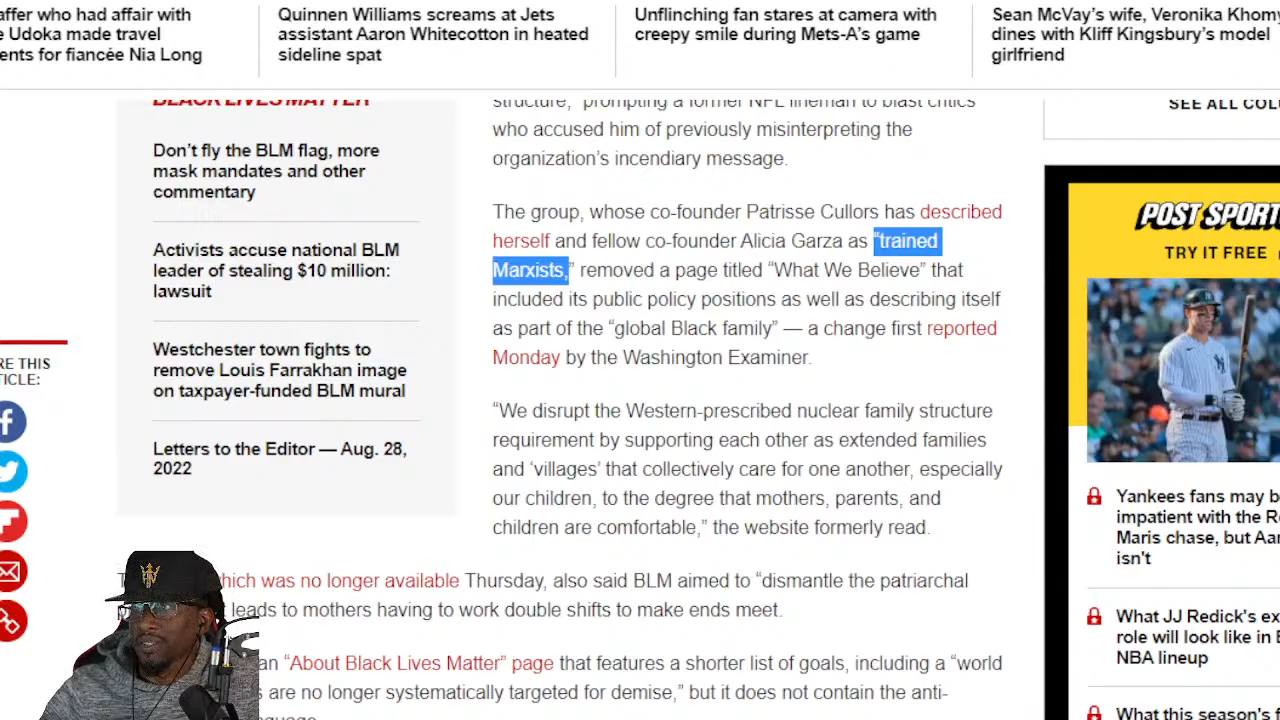 affer who had affair with
e Udoka made travel
ents for fiancée Nia Long
Quinnen Williams screams at Jets
assistant Aaron Whitecotton in heated
sideline spat
Unflinching fan stares at camera with
creepy smile during Mets-A's game
Sean McVay's wife, Veronika Khomy
dines with Kliff Kingsbury's model
girlfriend
RE THIS
TICLE:
BLACK LIVES MATTER
Don't fly the BLM flag, more
mask mandates and other
commentary
Activists accuse national BLM
leader of stealing $10 million:
lawsuit
Westchester town fights to
remove Louis Farrakhan image
on taxpayer-funded BLM mural
Letters to the Editor — Aug. 28,
2022
structure," prompting a former NFL lineman to blast critics
who accused him of previously misinterpreting the
organization's incendiary message.
The group, whose co-founder Patrisse Cullors has described
herself and fellow co-founder Alicia Garza as "trained
Marxists," removed a page titled "What We Believe" that
included its public policy positions as well as describing itself
as part of the "global Black family" — a change first reported
Monday by the Washington Examiner.
"We disrupt the Western-prescribed nuclear family structure
requirement by supporting each other as extended families
and 'villages' that collectively care for one another, especially
our children, to the degree that mothers, parents, and
children are comfortable," the website formerly read.
which was no longer available Thursday, also said BLM aimed to "dismantle the patriarchal
leads to mothers having to work double shifts to make ends meet.
an "About Black Lives Matter" page that features a shorter list of goals, including a "world
s are no longer systematically targeted for demise," but it does not contain the anti-
SEE ALL COLU
POST SPORT
TRY IT FREE
Yankees fans may b
impatient with the R
Maris chase, but Aa
isn't
What JJ Redick's ex
role will look like in E
NBA lineup
What this season's f